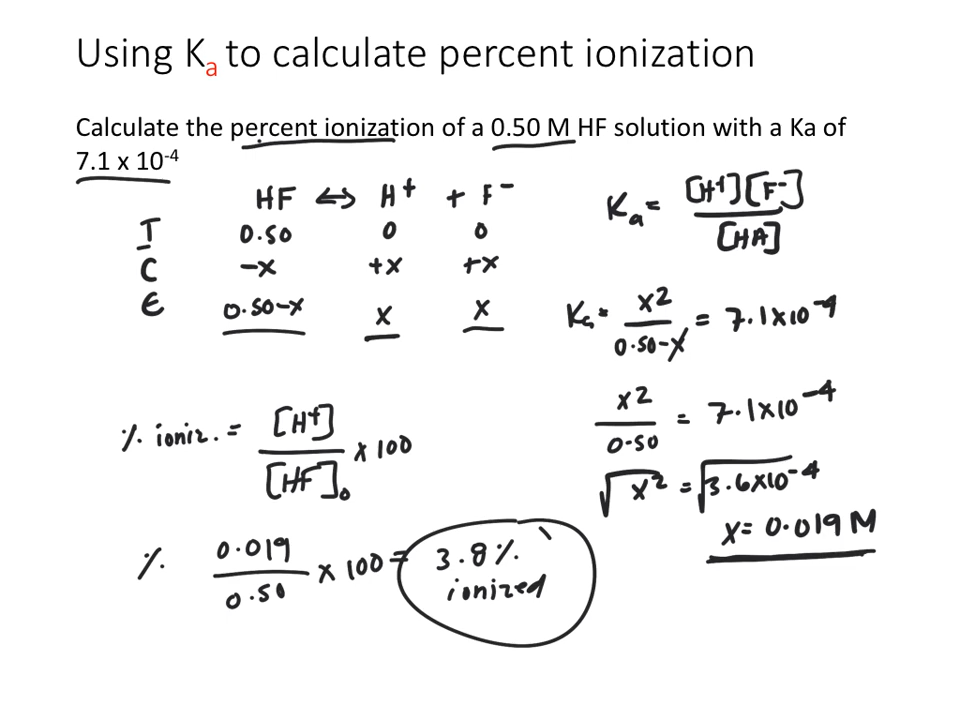 Using Ka to calculate percent ionization
Calculate the percent ionization of a 0.50 M HF solution with a Ka of
7.1 x 10-4
HF ⇔ H+ + F-
I 0.50 0 0
C -x +x +x
E 0.50-x x x
Ka = [H+][F-] / [HA]
Ka = x2 / 0.50-x = 7.1x10-4
x2 / 0.50 = 7.1x10-4
√x2 = √3.6x10-4
x= 0.019 M
% ioniz. = [H+] / [HF]0 x 100
% 0.019 / 0.50 x 100 = 3.8%
ionized